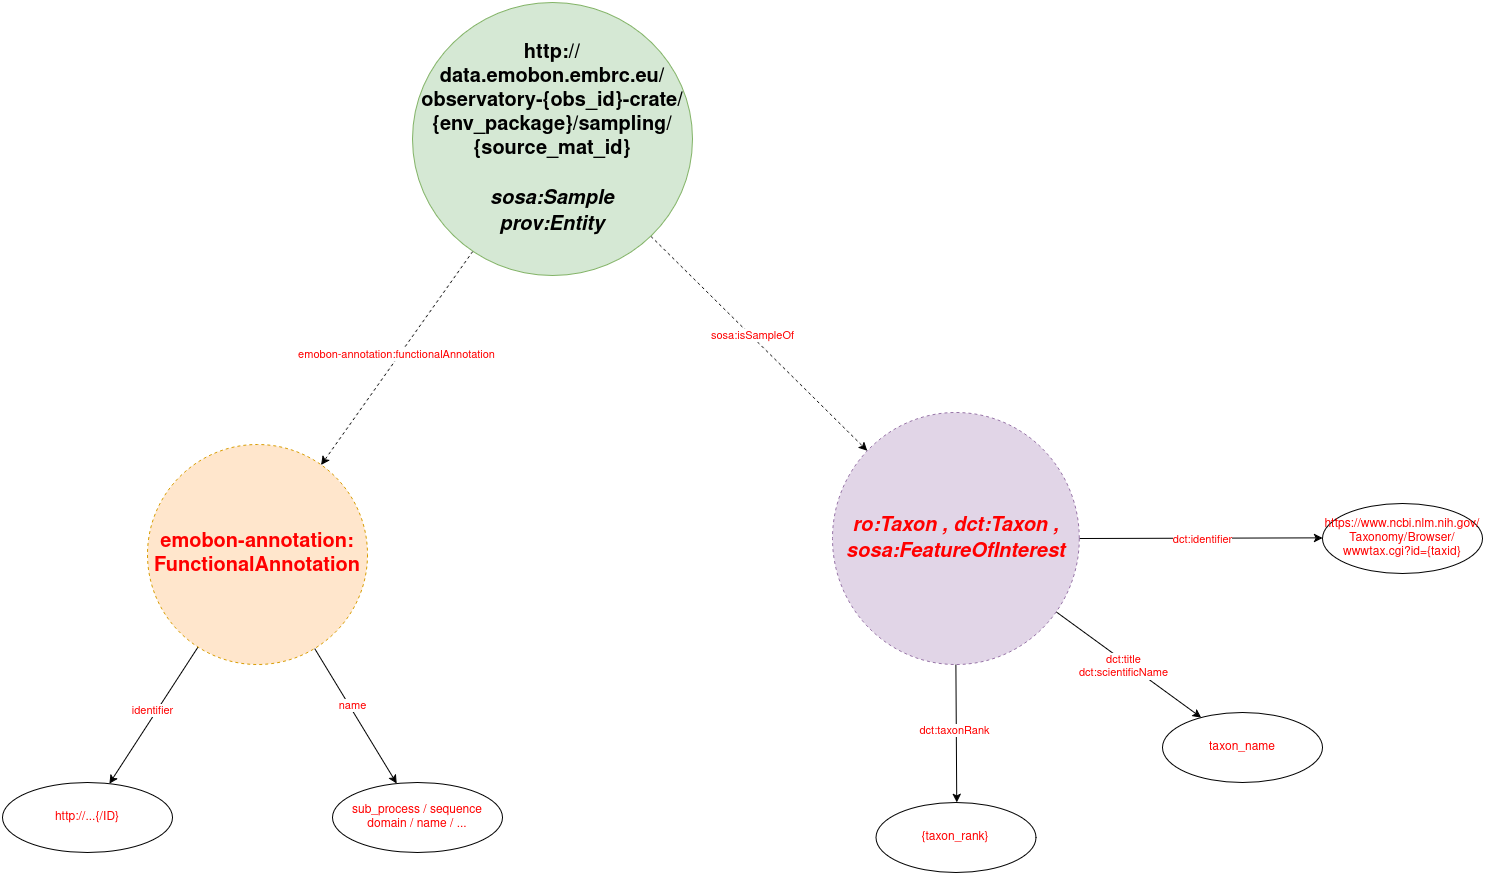 http://
data.emobon.embrc.eu/
observatory-{obs_id}-crate/
{env_package}/sampling/
{source_mat_id}
sosa:Sample
prov:Entity
emobon-annotation:functionalAnnotation
sosa:isSampleOf
emobon-annotation:
FunctionalAnnotation
ro:Taxon , dct:Taxon ,
sosa:FeatureOfInterest
dct:identifier
https://www.ncbi.nlm.nih.gov/
Taxonomy/Browser/
wwwtax.cgi?id={taxid}
identifier
name
dct:title
dct:scientificName
dct:taxonRank
taxon_name
http://...{/ID}
sub_process / sequence
domain / name / ...
{taxon_rank}